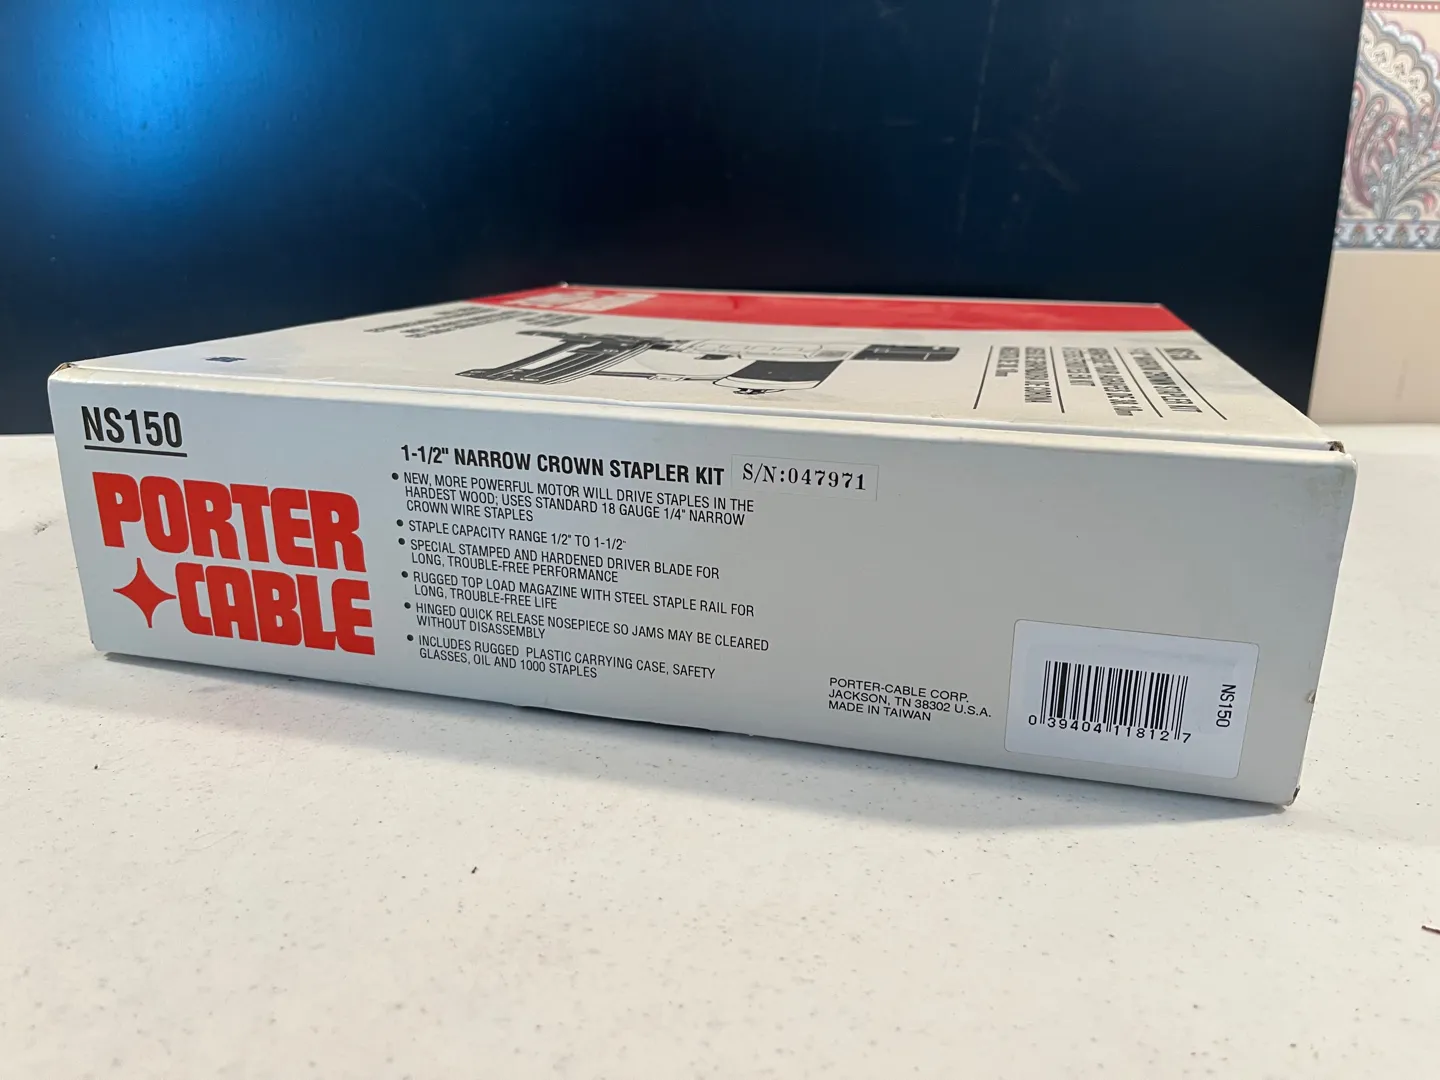 NS150
PORTER
CABLE
1-1/2" NARROW CROWN STAPLER KIT
S/N:047971
• NEW, MORE POWERFUL MOTOR WILL DRIVE STAPLES IN THE
HARDEST WOOD; USES STANDARD 18 GAUGE 1/4" NARROW
CROWN WIRE STAPLES
• STAPLE CAPACITY RANGE 1/2" TO 1-1/2"
• SPECIAL STAMPED AND HARDENED DRIVER BLADE FOR
LONG, TROUBLE-FREE PERFORMANCE
• RUGGED TOP LOAD MAGAZINE WITH STEEL STAPLE RAIL FOR
LONG, TROUBLE-FREE LIFE
• HINGED QUICK RELEASE NOSEPIECE SO JAMS MAY BE CLEARED
WITHOUT DISASSEMBLY
• INCLUDES RUGGED PLASTIC CARRYING CASE, SAFETY
GLASSES, OIL AND 1000 STAPLES
PORTER-CABLE CORP.
JACKSON, TN 38302 U.S.A.
MADE IN TAIWAN
0 39404 11812 7
NS150